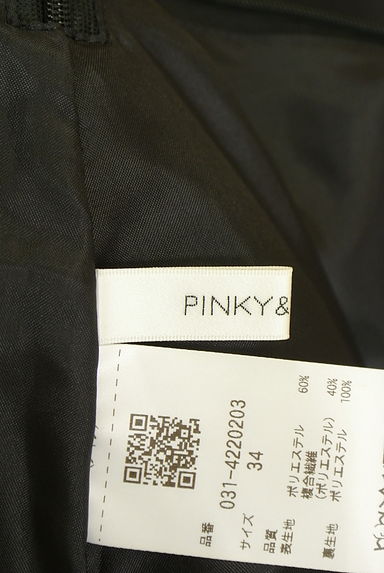 PINKY&
品番 031-4220203
サイズ 34
品質
表生地 ポリエステル 60%
複合繊維
(ポリエステル) 40%
裏生地 ポリエステル 100%